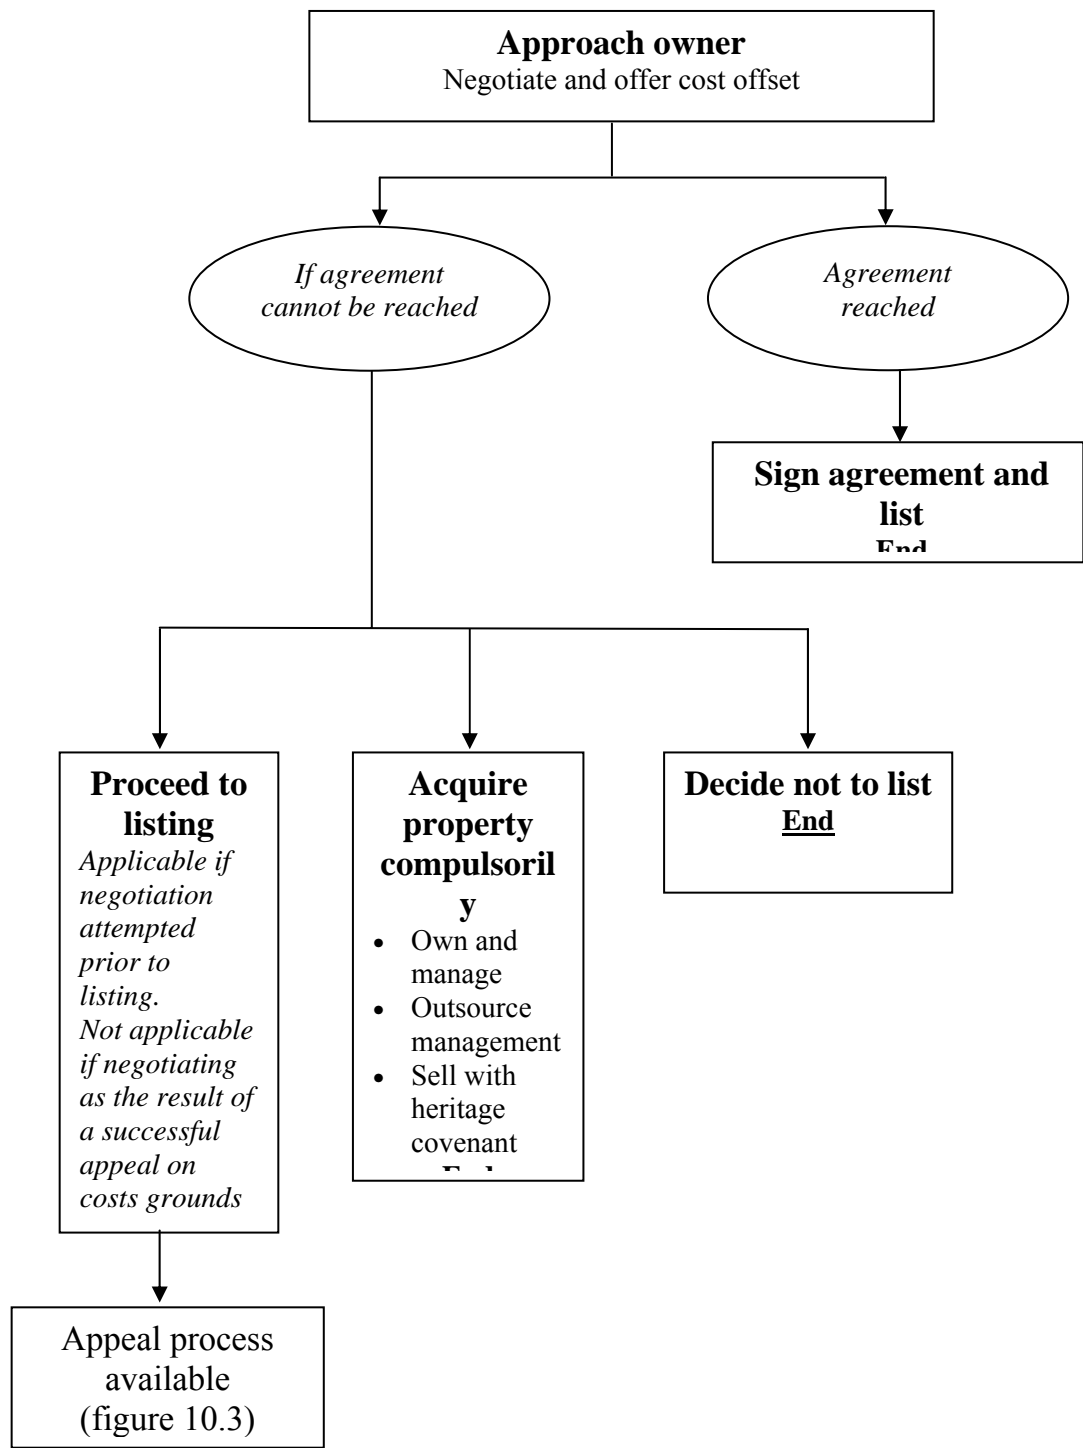 Approach owner
Negotiate and offer cost offset
If agreement
cannot be reached
Agreement
reached
Sign agreement and
list
End
Proceed to
listing
Applicable if
negotiation
attempted
prior to
listing.
Not applicable
if negotiating
as the result of
a successful
appeal on
costs grounds
Acquire
property
compulsoril
y
• Own and
manage
• Outsource
management
• Sell with
heritage
covenant
End
Decide not to list
End
Appeal process
available
(figure 10.3)